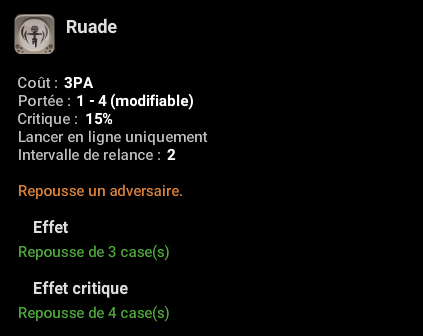 Ruade
Coût : 3PA
Portée : 1 - 4 (modifiable)
Critique : 15%
Lancer en ligne uniquement
Intervalle de relance : 2
Repousse un adversaire.
Effet
Repousse de 3 case(s)
Effet critique
Repousse de 4 case(s)